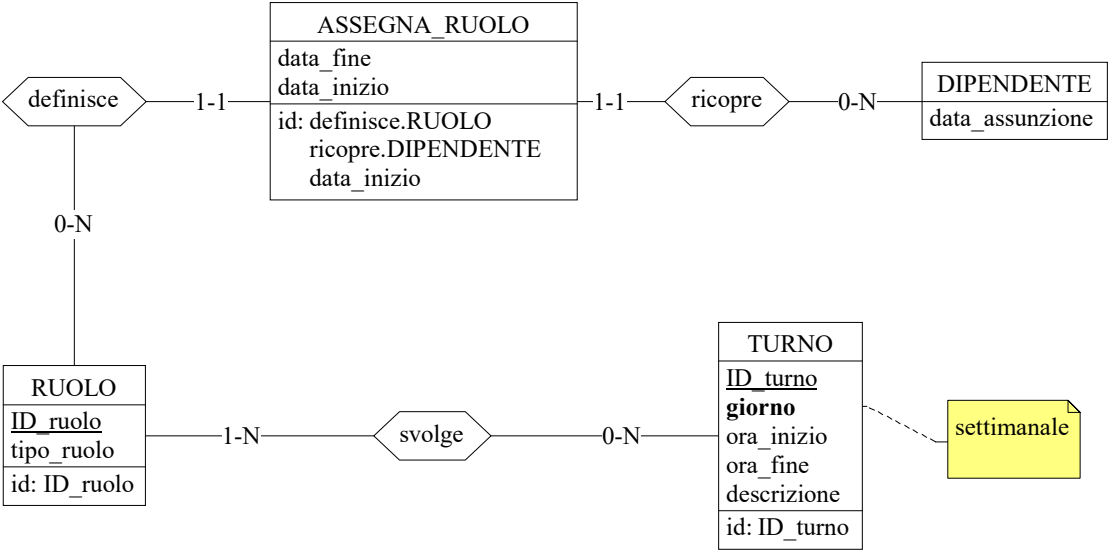 ASSEGNA_RUOLO
data_fine
data_inizio
id: definisce.RUOLO
ricopre.DIPENDENTE
data_inizio
definisce
1-1
1-1
ricopre
0-N
DIPENDENTE
data_assunzione
0-N
RUOLO
ID_ruolo
tipo_ruolo
id: ID_ruolo
1-N
svolge
0-N
TURNO
ID_turno
giorno
ora_inizio
ora_fine
descrizione
id: ID_turno
settimanale